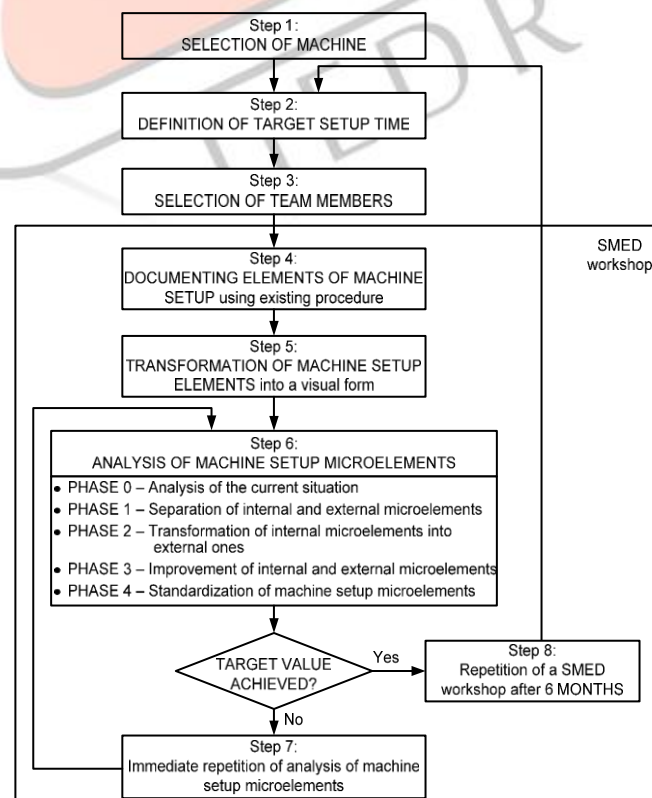 Step 1:
SELECTION OF MACHINE
TEDR
Step 2:
DEFINITION OF TARGET SETUP TIME
Step 3:
SELECTION OF TEAM MEMBERS
SMED
workshop
Step 4:
DOCUMENTING ELEMENTS OF MACHINE
SETUP using existing procedure
Step 5:
TRANSFORMATION OF MACHINE SETUP
ELEMENTS into a visual form
Step 6:
ANALYSIS OF MACHINE SETUP MICROELEMENTS
• PHASE 0 – Analysis of the current situation
• PHASE 1 – Separation of internal and external microelements
• PHASE 2 – Transformation of internal microelements into
external ones
• PHASE 3 – Improvement of internal and external microelements
• PHASE 4 – Standardization of machine setup microelements
TARGET VALUE
ACHIEVED?
Yes
Step 8:
Repetition of a SMED
workshop after 6 MONTHS
No
Step 7:
Immediate repetition of analysis of machine
setup microelements